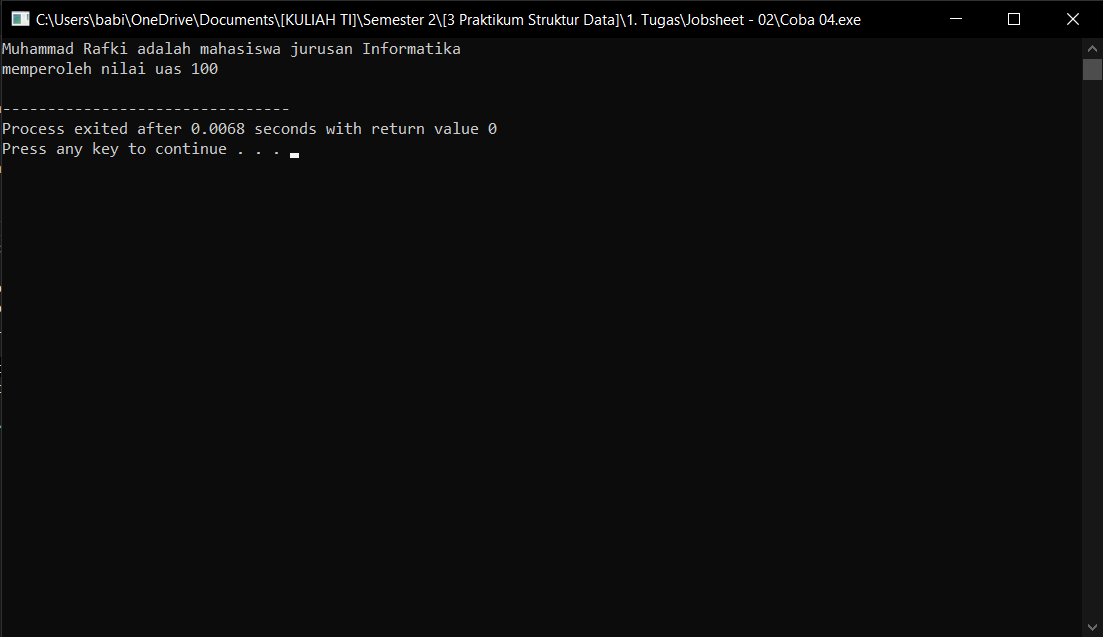 C:\Users\babi\OneDrive\Documents\[KULIAH TI]\Semester 2\[3 Praktikum Struktur Data]\1. Tugas\Jobsheet - 02\Coba 04.exe
Muhammad Rafki adalah mahasiswa jurusan Informatika
memperoleh nilai uas 100
--------------------------------
Process exited after 0.0068 seconds with return value 0
Press any key to continue . . .